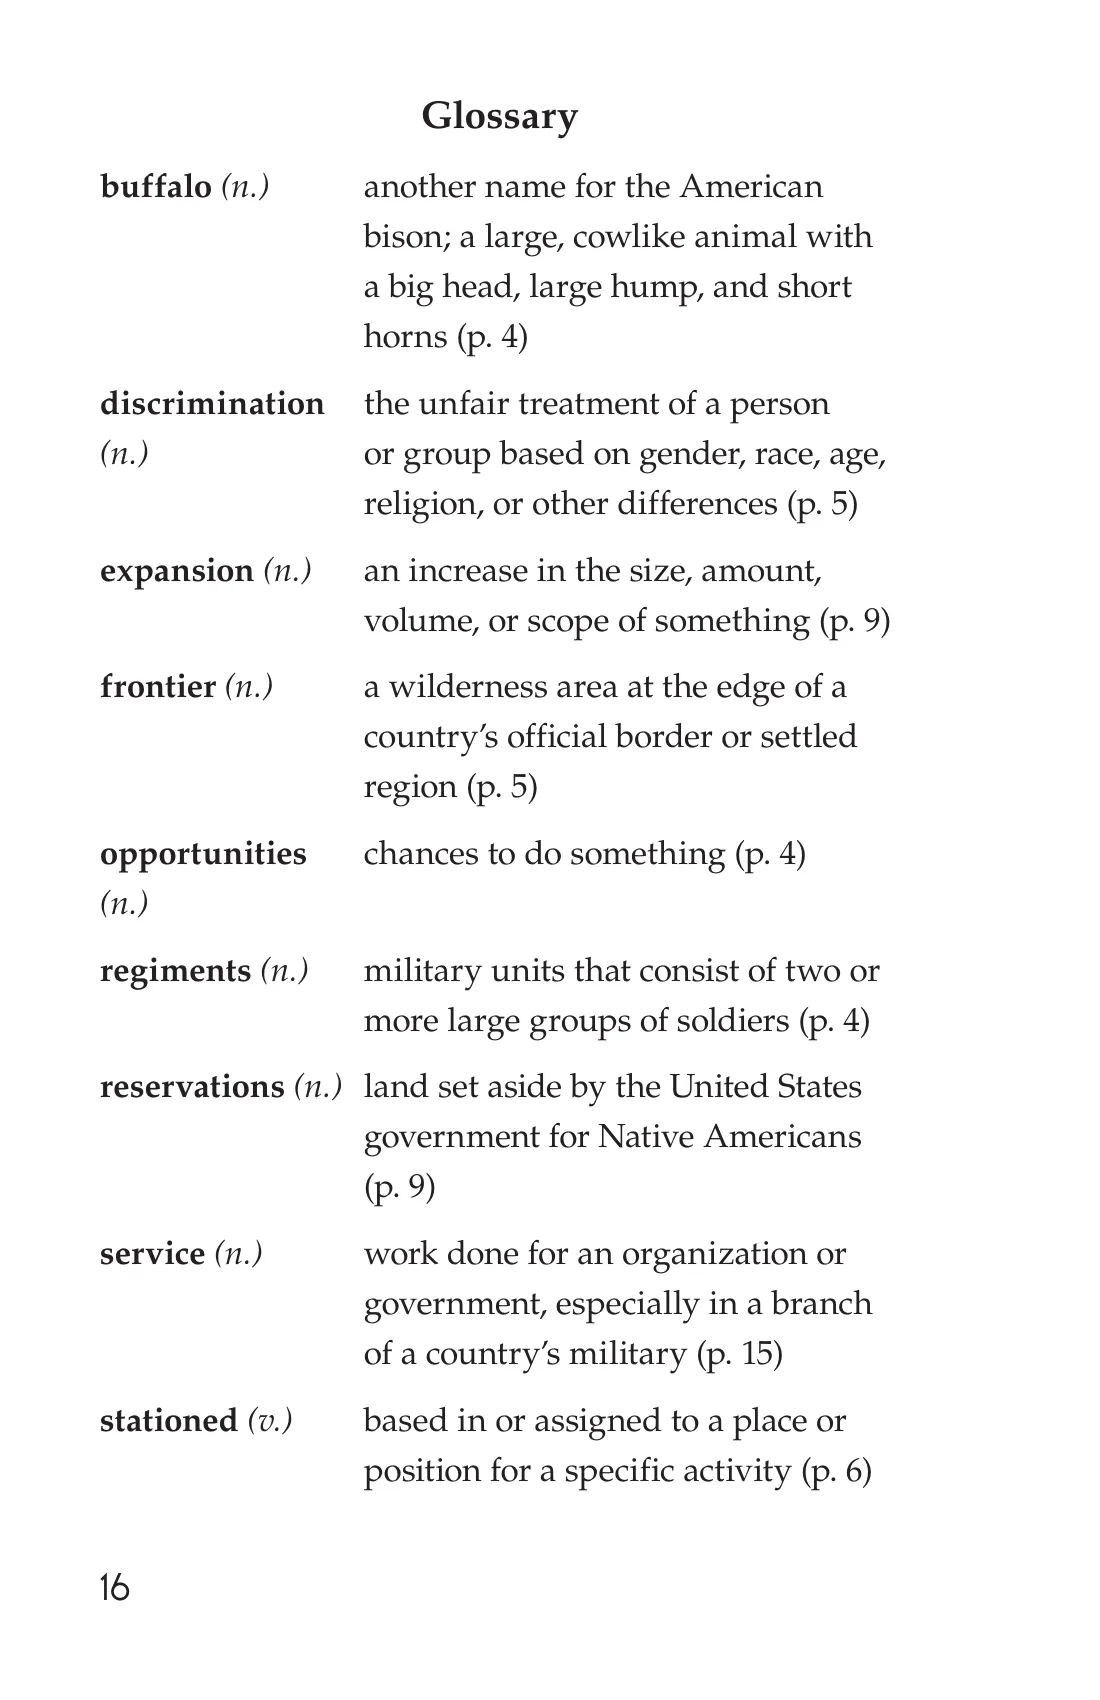 Glossary
buffalo (n.) another name for the American
bison; a large, cowlike animal with
a big head, large hump, and short
horns (p. 4)
discrimination the unfair treatment of a person
(n.) or group based on gender, race, age,
religion, or other differences (p. 5)
expansion (n.) an increase in the size, amount,
volume, or scope of something (p. 9)
frontier (n.) a wilderness area at the edge of a
country’s official border or settled
region (p. 5)
opportunities chances to do something (p. 4)
(n.)
regiments (n.) military units that consist of two or
more large groups of soldiers (p. 4)
reservations (n.) land set aside by the United States
government for Native Americans
(p. 9)
service (n.) work done for an organization or
government, especially in a branch
of a country’s military (p. 15)
stationed (v.) based in or assigned to a place or
position for a specific activity (p. 6)
16